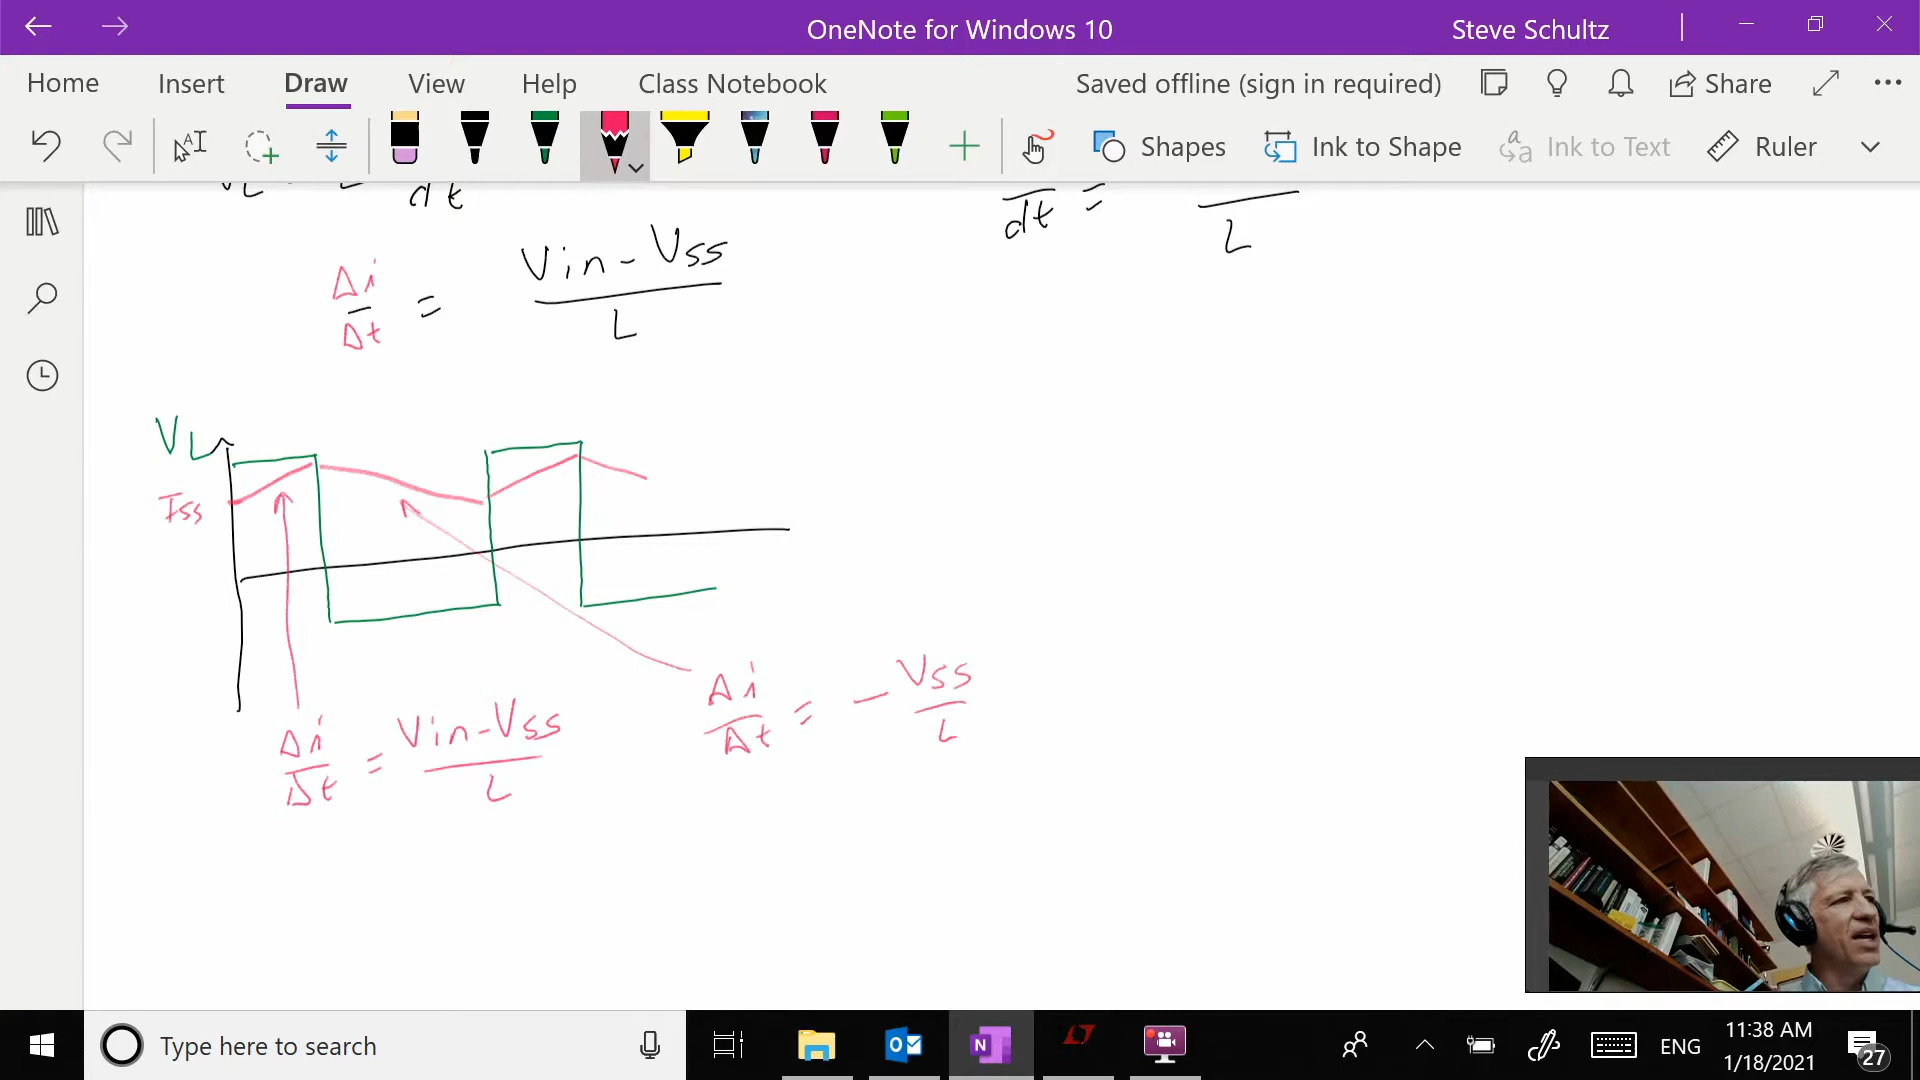 OneNote for Windows 10
Steve Schultz
Home Insert Draw View Help Class Notebook
Saved offline (sign in required)
Share
Shapes
Ink to Shape
Ink to Text
Ruler
dt
dt =
L
Δi/Δt = Vin - Vss / L
VL
Iss
Δi/Δt = Vin - Vss / L
Δi/Δt = - Vss / L
Type here to search
ENG
11:38 AM
1/18/2021
27